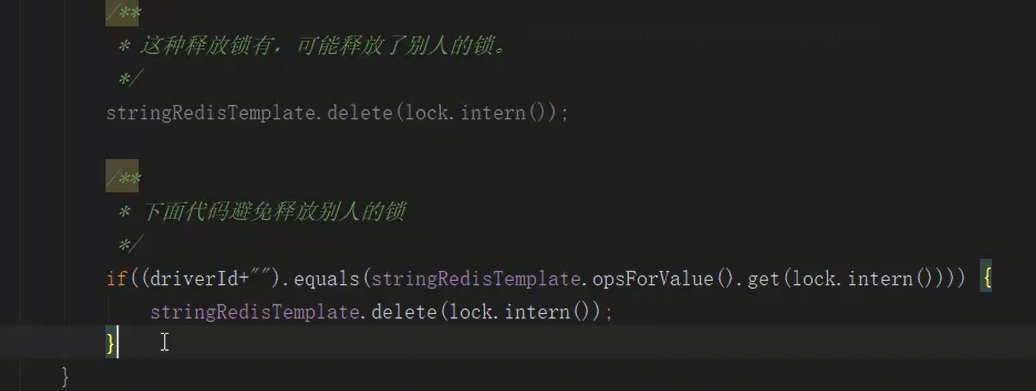 /**
* 这种释放锁有，可能释放了别人的锁。
*/
stringRedisTemplate.delete(lock.intern());
/**
* 下面代码避免释放别人的锁
*/
if((driverId+"").equals(stringRedisTemplate.opsForValue().get(lock.intern()))) {
stringRedisTemplate.delete(lock.intern());
}
}